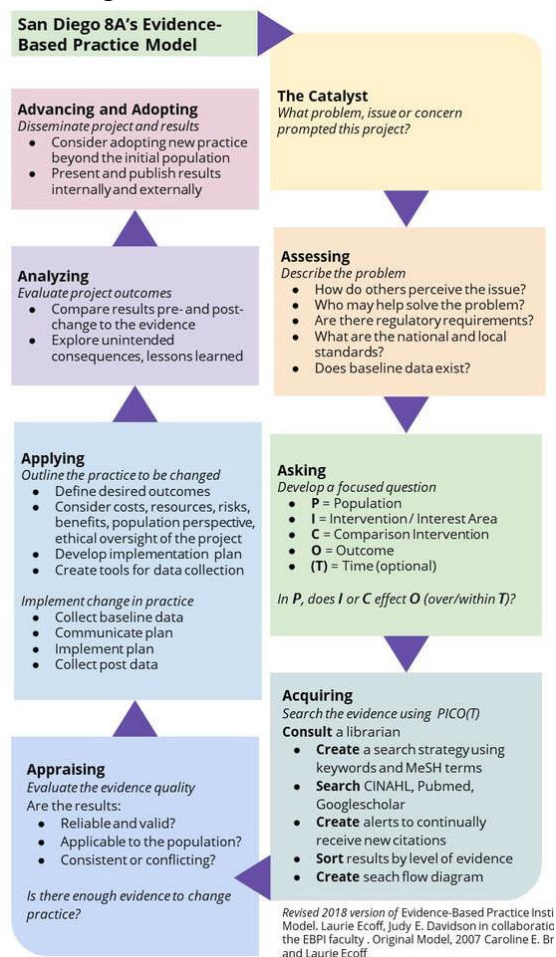 San Diego 8A's Evidence-
Based Practice Model
The Catalyst
What problem, issue or concern
prompted this project?
Assessing
Describe the problem
● How do others perceive the issue?
● Who may help solve the problem?
● Are there regulatory requirements?
● What are the national and local
standards?
● Does baseline data exist?
Asking
Develop a focused question
● P = Population
● I = Intervention / Interest Area
● C = Comparison Intervention
● O = Outcome
● (T) = Time (optional)
In P, does I or C effect O (over/within T)?
Acquiring
Search the evidence using PICO(T)
Consult a librarian
● Create a search strategy using
keywords and MeSH terms
● Search CINAHL, Pubmed,
Googlescholar
● Create alerts to continually
receive new citations
● Sort results by level of evidence
● Create seach flow diagram
Appraising
Evaluate the evidence quality
Are the results:
● Reliable and valid?
● Applicable to the population?
● Consistent or conflicting?
Is there enough evidence to change
practice?
Applying
Outline the practice to be changed
● Define desired outcomes
● Consider costs, resources, risks,
benefits, population perspective,
ethical oversight of the project
● Develop implementation plan
● Create tools for data collection
Implement change in practice
● Collect baseline data
● Communicate plan
● Implement plan
● Collect post data
Analyzing
Evaluate project outcomes
● Compare results pre- and post-
change to the evidence
● Explore unintended
consequences, lessons learned
Advancing and Adopting
Disseminate project and results
● Consider adopting new practice
beyond the initial population
● Present and publish results
internally and externally
Revised 2018 version of Evidence-Based Practice Insti
Model. Laurie Ecoff, Judy E. Davidson in collaboratio
the EBPI faculty . Original Model, 2007 Caroline E. Br
and Laurie Ecoff